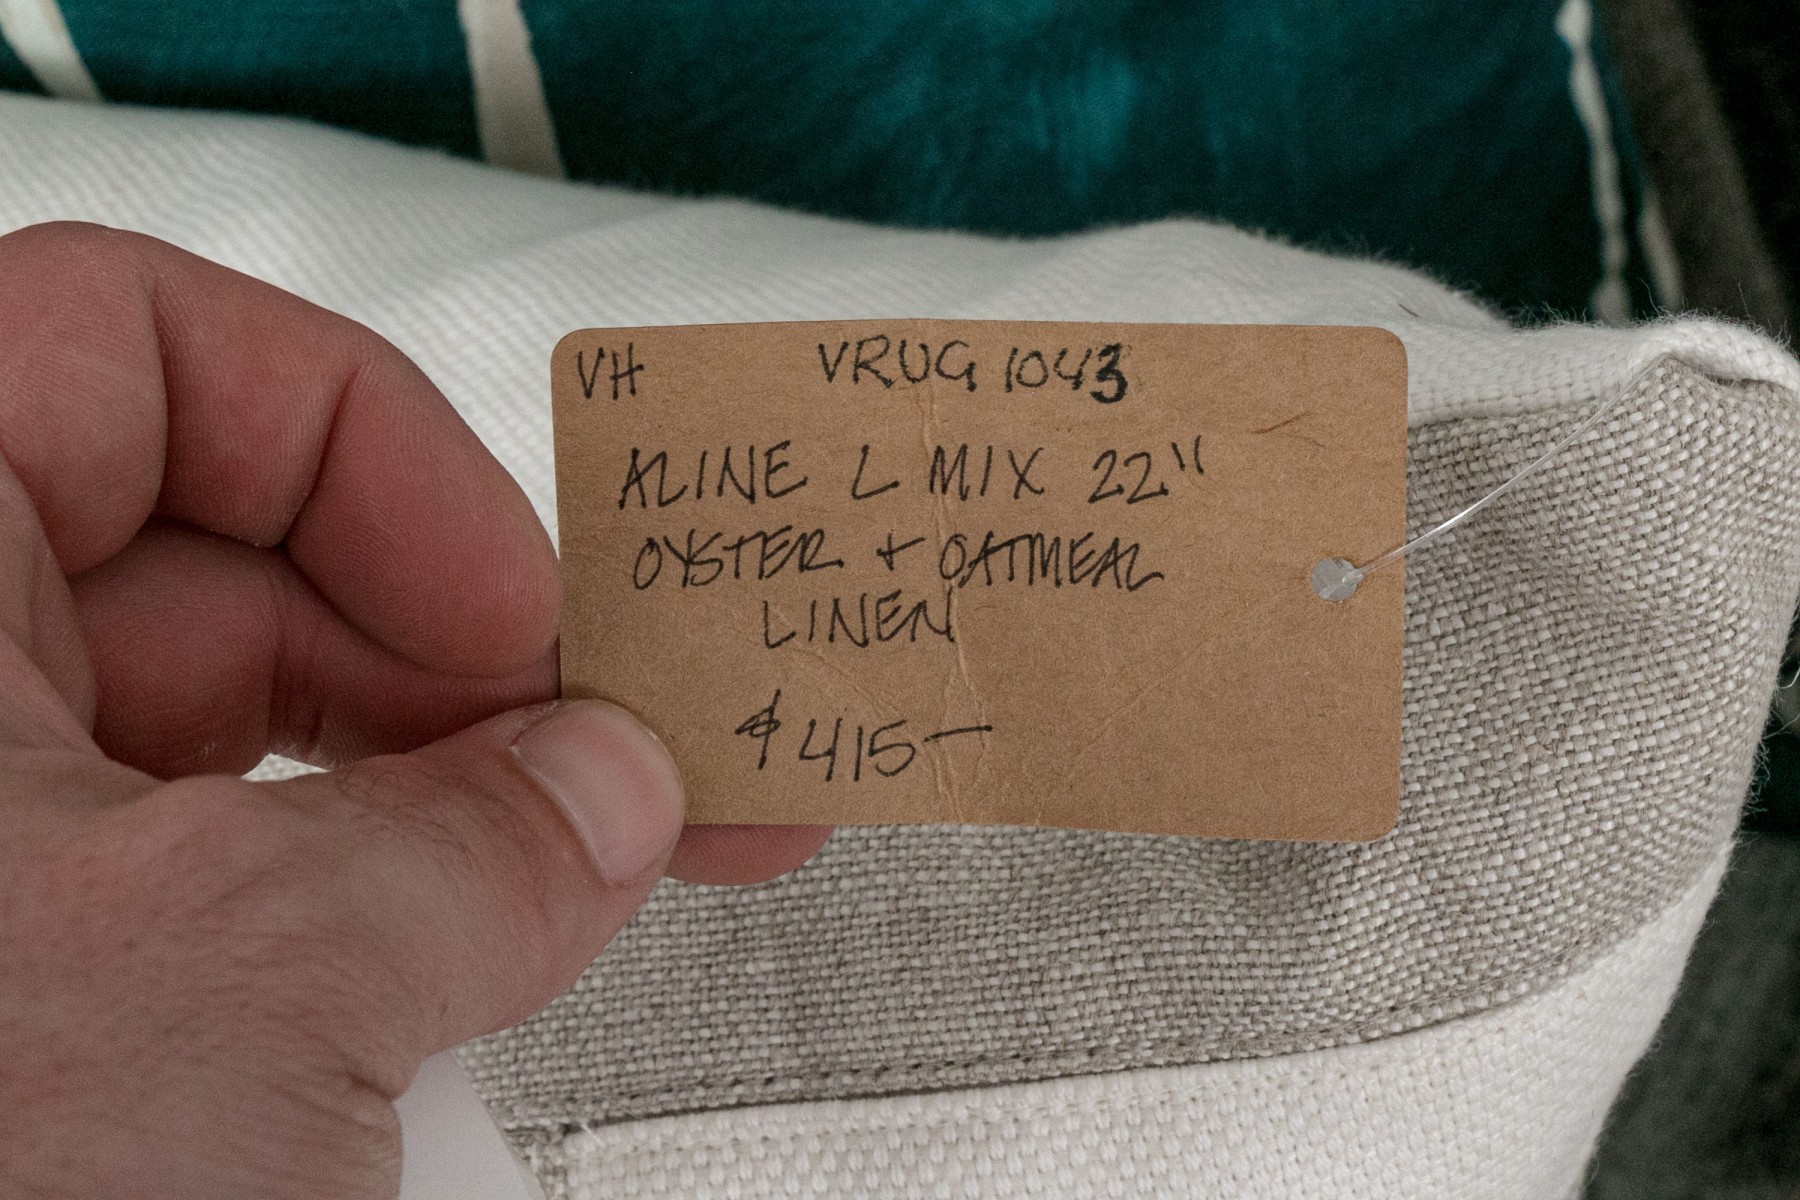 VH VRUG 1043
ALINE L MIX 22"
OYSTER + OATMEAL
LINEN
$415—